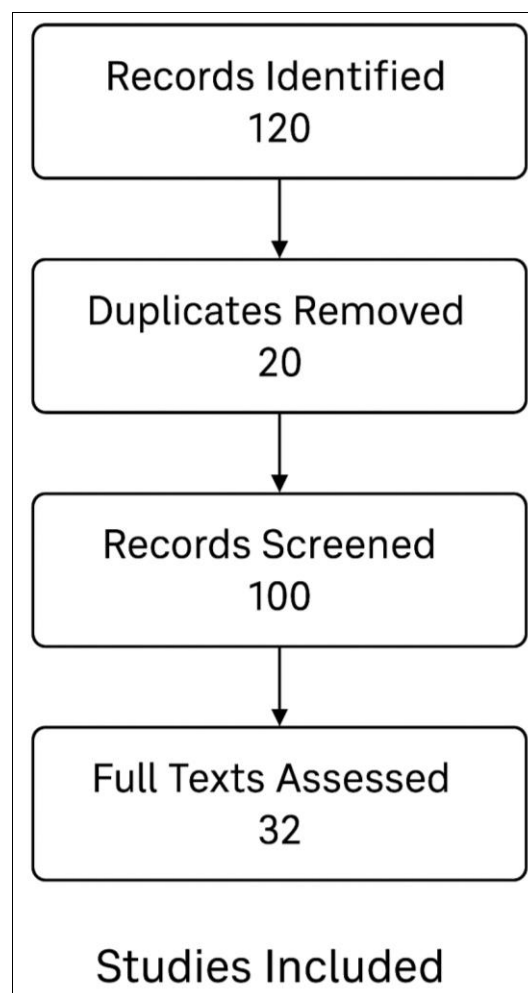 Records Identified
120
Duplicates Removed
20
Records Screened
100
Full Texts Assessed
32
Studies Included